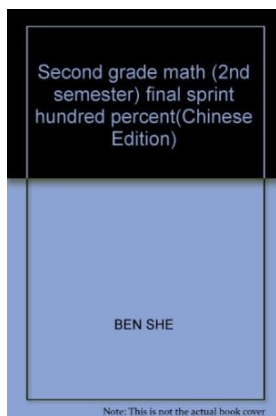 Second grade math (2nd
semester) final sprint
hundred percent(Chinese
Edition)
BEN SHE
Note: This is not the actual book cover